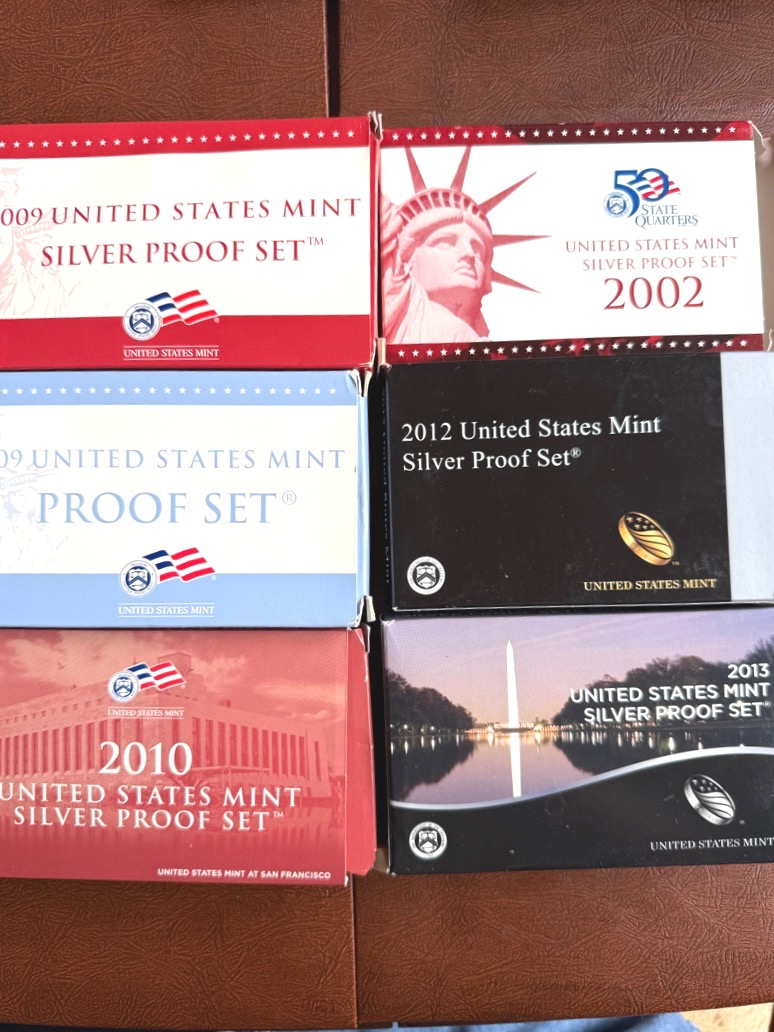 009 UNITED STATES MINT
SILVER PROOF SET™
UNITED STATES MINT
50
STATE
QUARTERS
UNITED STATES MINT
SILVER PROOF SET™
2002
09 UNITED STATES MINT
PROOF SET®
UNITED STATES MINT
2012 United States Mint
Silver Proof Set®
UNITED STATES MINT
UNITED STATES MINT
2010
UNITED STATES MINT
SILVER PROOF SET™
UNITED STATES MINT AT SAN FRANCISCO
2013
UNITED STATES MINT
SILVER PROOF SET®
UNITED STATES MINT